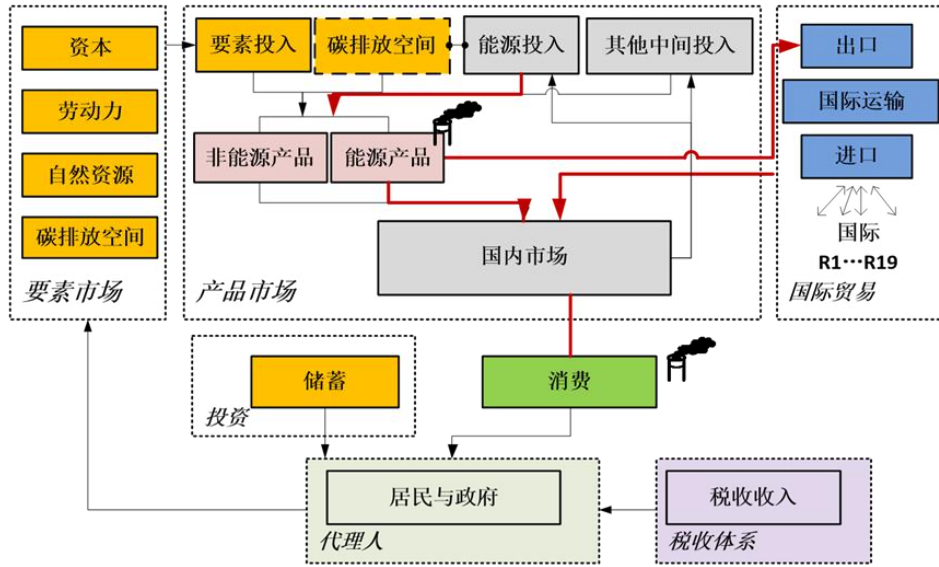 资本
劳动力
自然资源
碳排放空间
要素市场
要素投入
碳排放空间
能源投入
其他中间投入
非能源产品
能源产品
国内市场
产品市场
出口
国际运输
进口
国际
R1…R19
国际贸易
储蓄
投资
消费
居民与政府
代理人
税收收入
税收体系